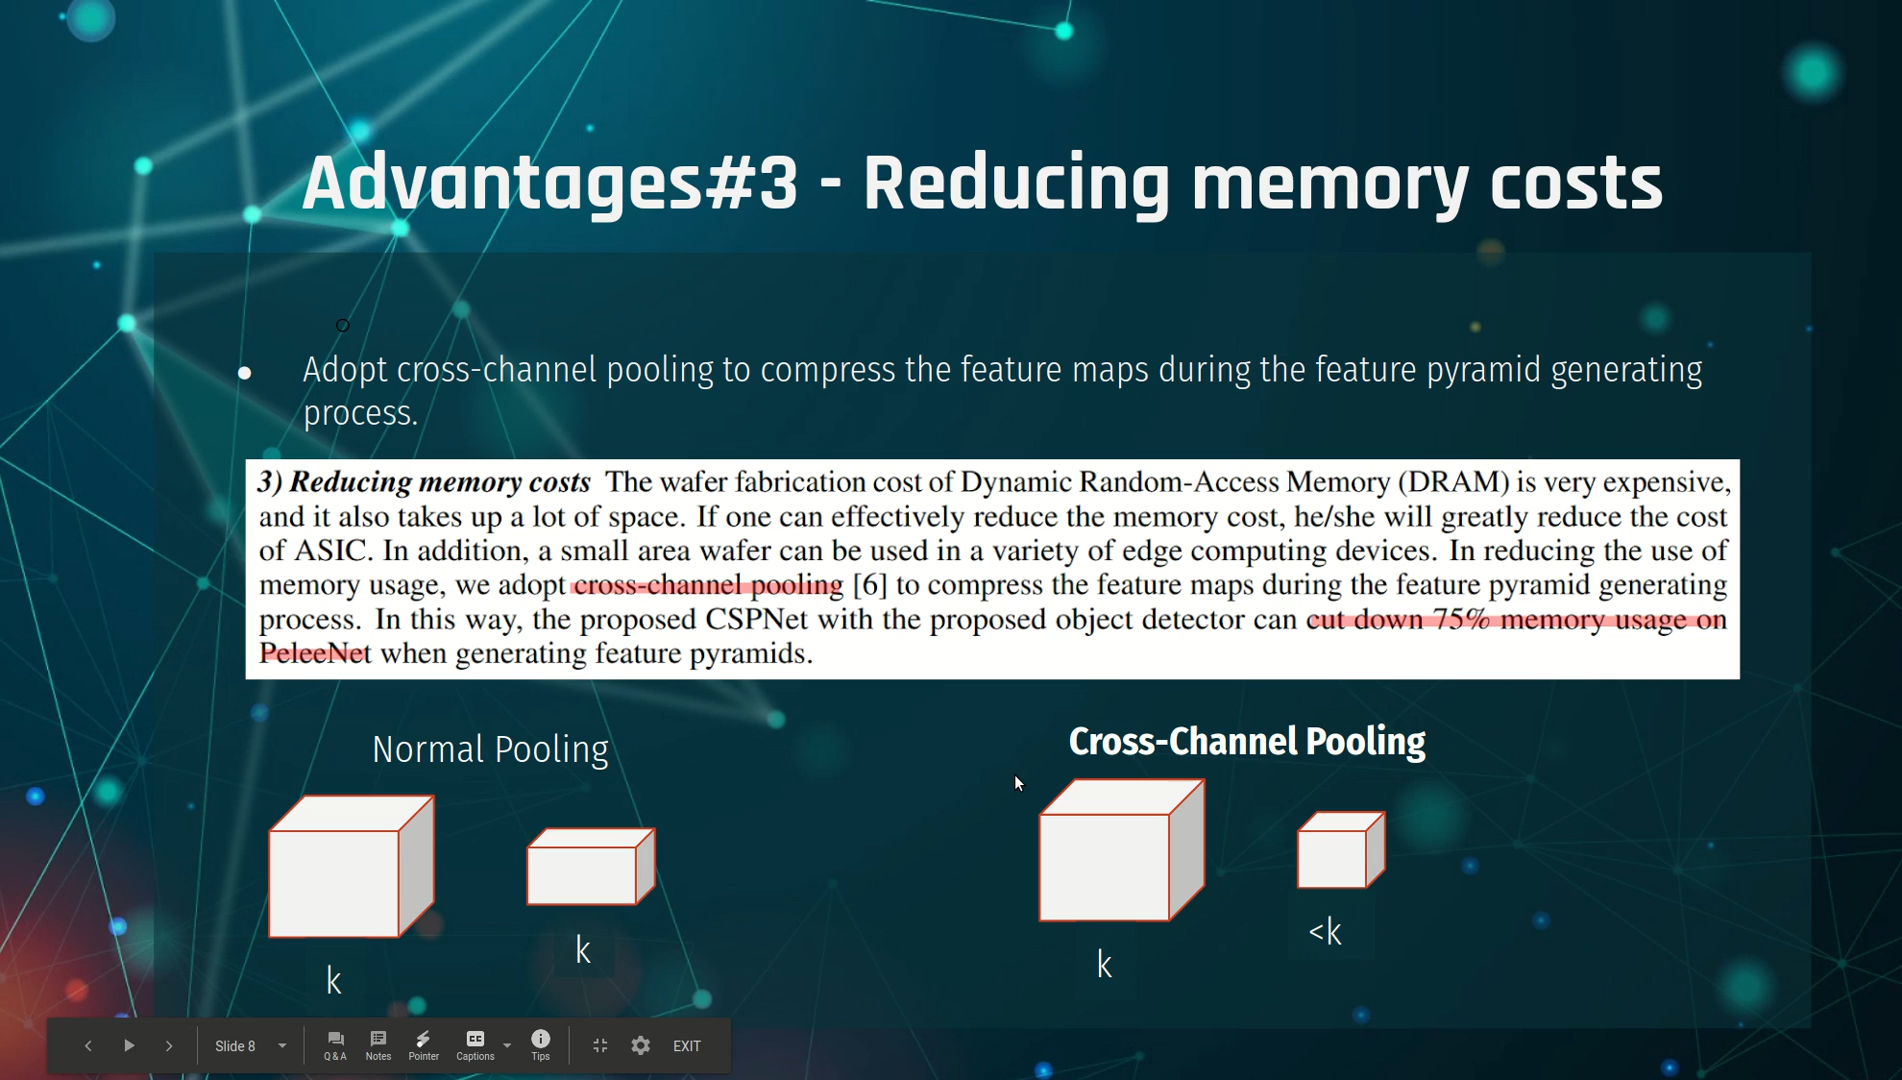 Advantages#3 - Reducing memory costs
Adopt cross-channel pooling to compress the feature maps during the feature pyramid generating
process.
3) Reducing memory costs The wafer fabrication cost of Dynamic Random-Access Memory (DRAM) is very expensive,
and it also takes up a lot of space. If one can effectively reduce the memory cost, he/she will greatly reduce the cost
of ASIC. In addition, a small area wafer can be used in a variety of edge computing devices. In reducing the use of
memory usage, we adopt cross-channel pooling [6] to compress the feature maps during the feature pyramid generating
process. In this way, the proposed CSPNet with the proposed object detector can cut down 75% memory usage on
PeleeNet when generating feature pyramids.
Normal Pooling
Cross-Channel Pooling
k
k
k
<k
Slide 8
Q & A
Notes
Pointer
CC
Captions
Tips
EXIT